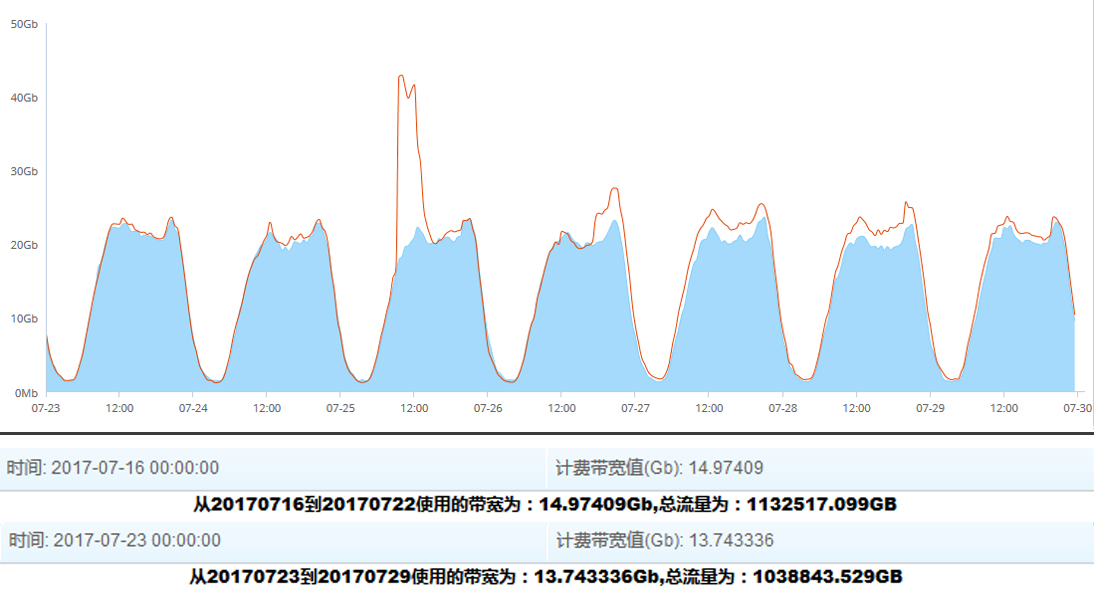 50Gb
40Gb
30Gb
20Gb
10Gb
0Mb
07-23 12:00 07-24 12:00 07-25 12:00 07-26 12:00 07-27 12:00 07-28 12:00 07-29 12:00 07-30
时间: 2017-07-16 00:00:00 计费带宽值(Gb): 14.97409
从20170716到20170722使用的带宽为：14.97409Gb,总流量为：1132517.099GB
时间: 2017-07-23 00:00:00 计费带宽值(Gb): 13.743336
从20170723到20170729使用的带宽为：13.743336Gb,总流量为：1038843.529GB